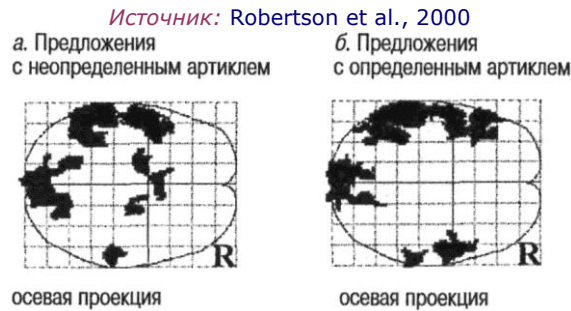 Источник: Robertson et al., 2000
а. Предложения
с неопределенным артиклем
б. Предложения
с определенным артиклем
R
R
осевая проекция
осевая проекция